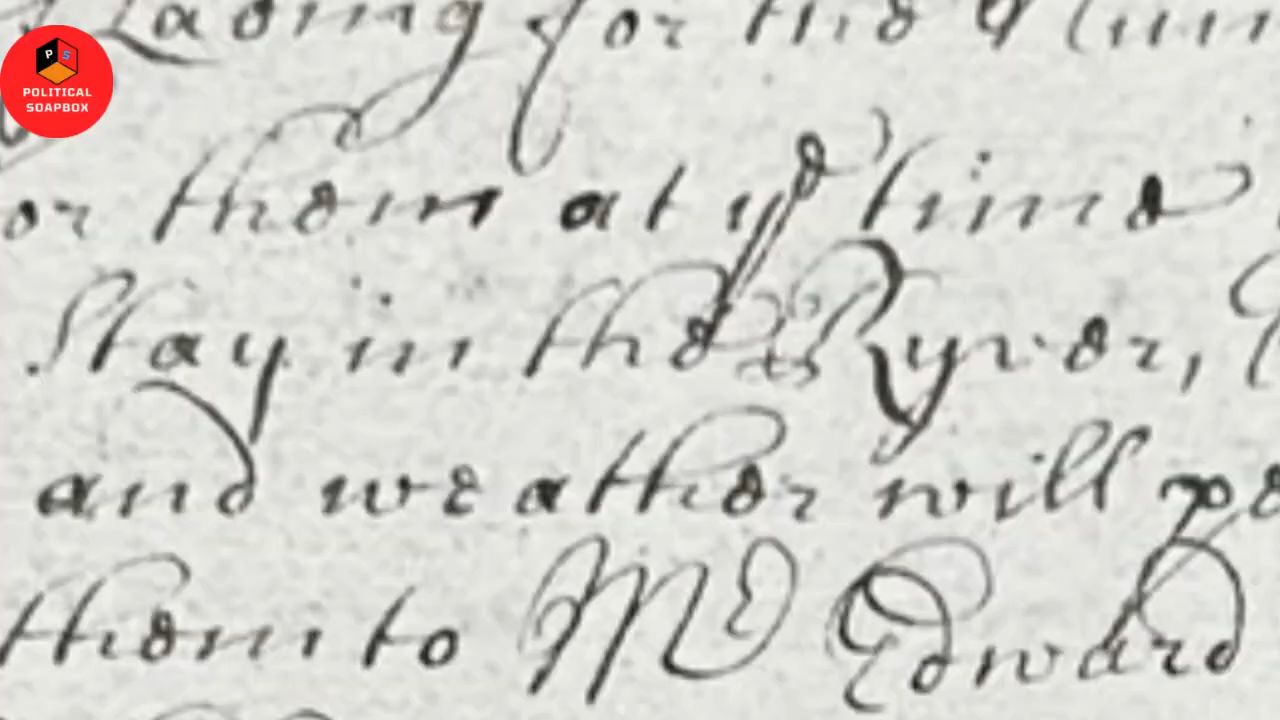 Lading for the
POLITICAL
SOAPBOX
or them at yᵉ time
Stay in the Ryver,
and weather will
them to Mʳ Edward